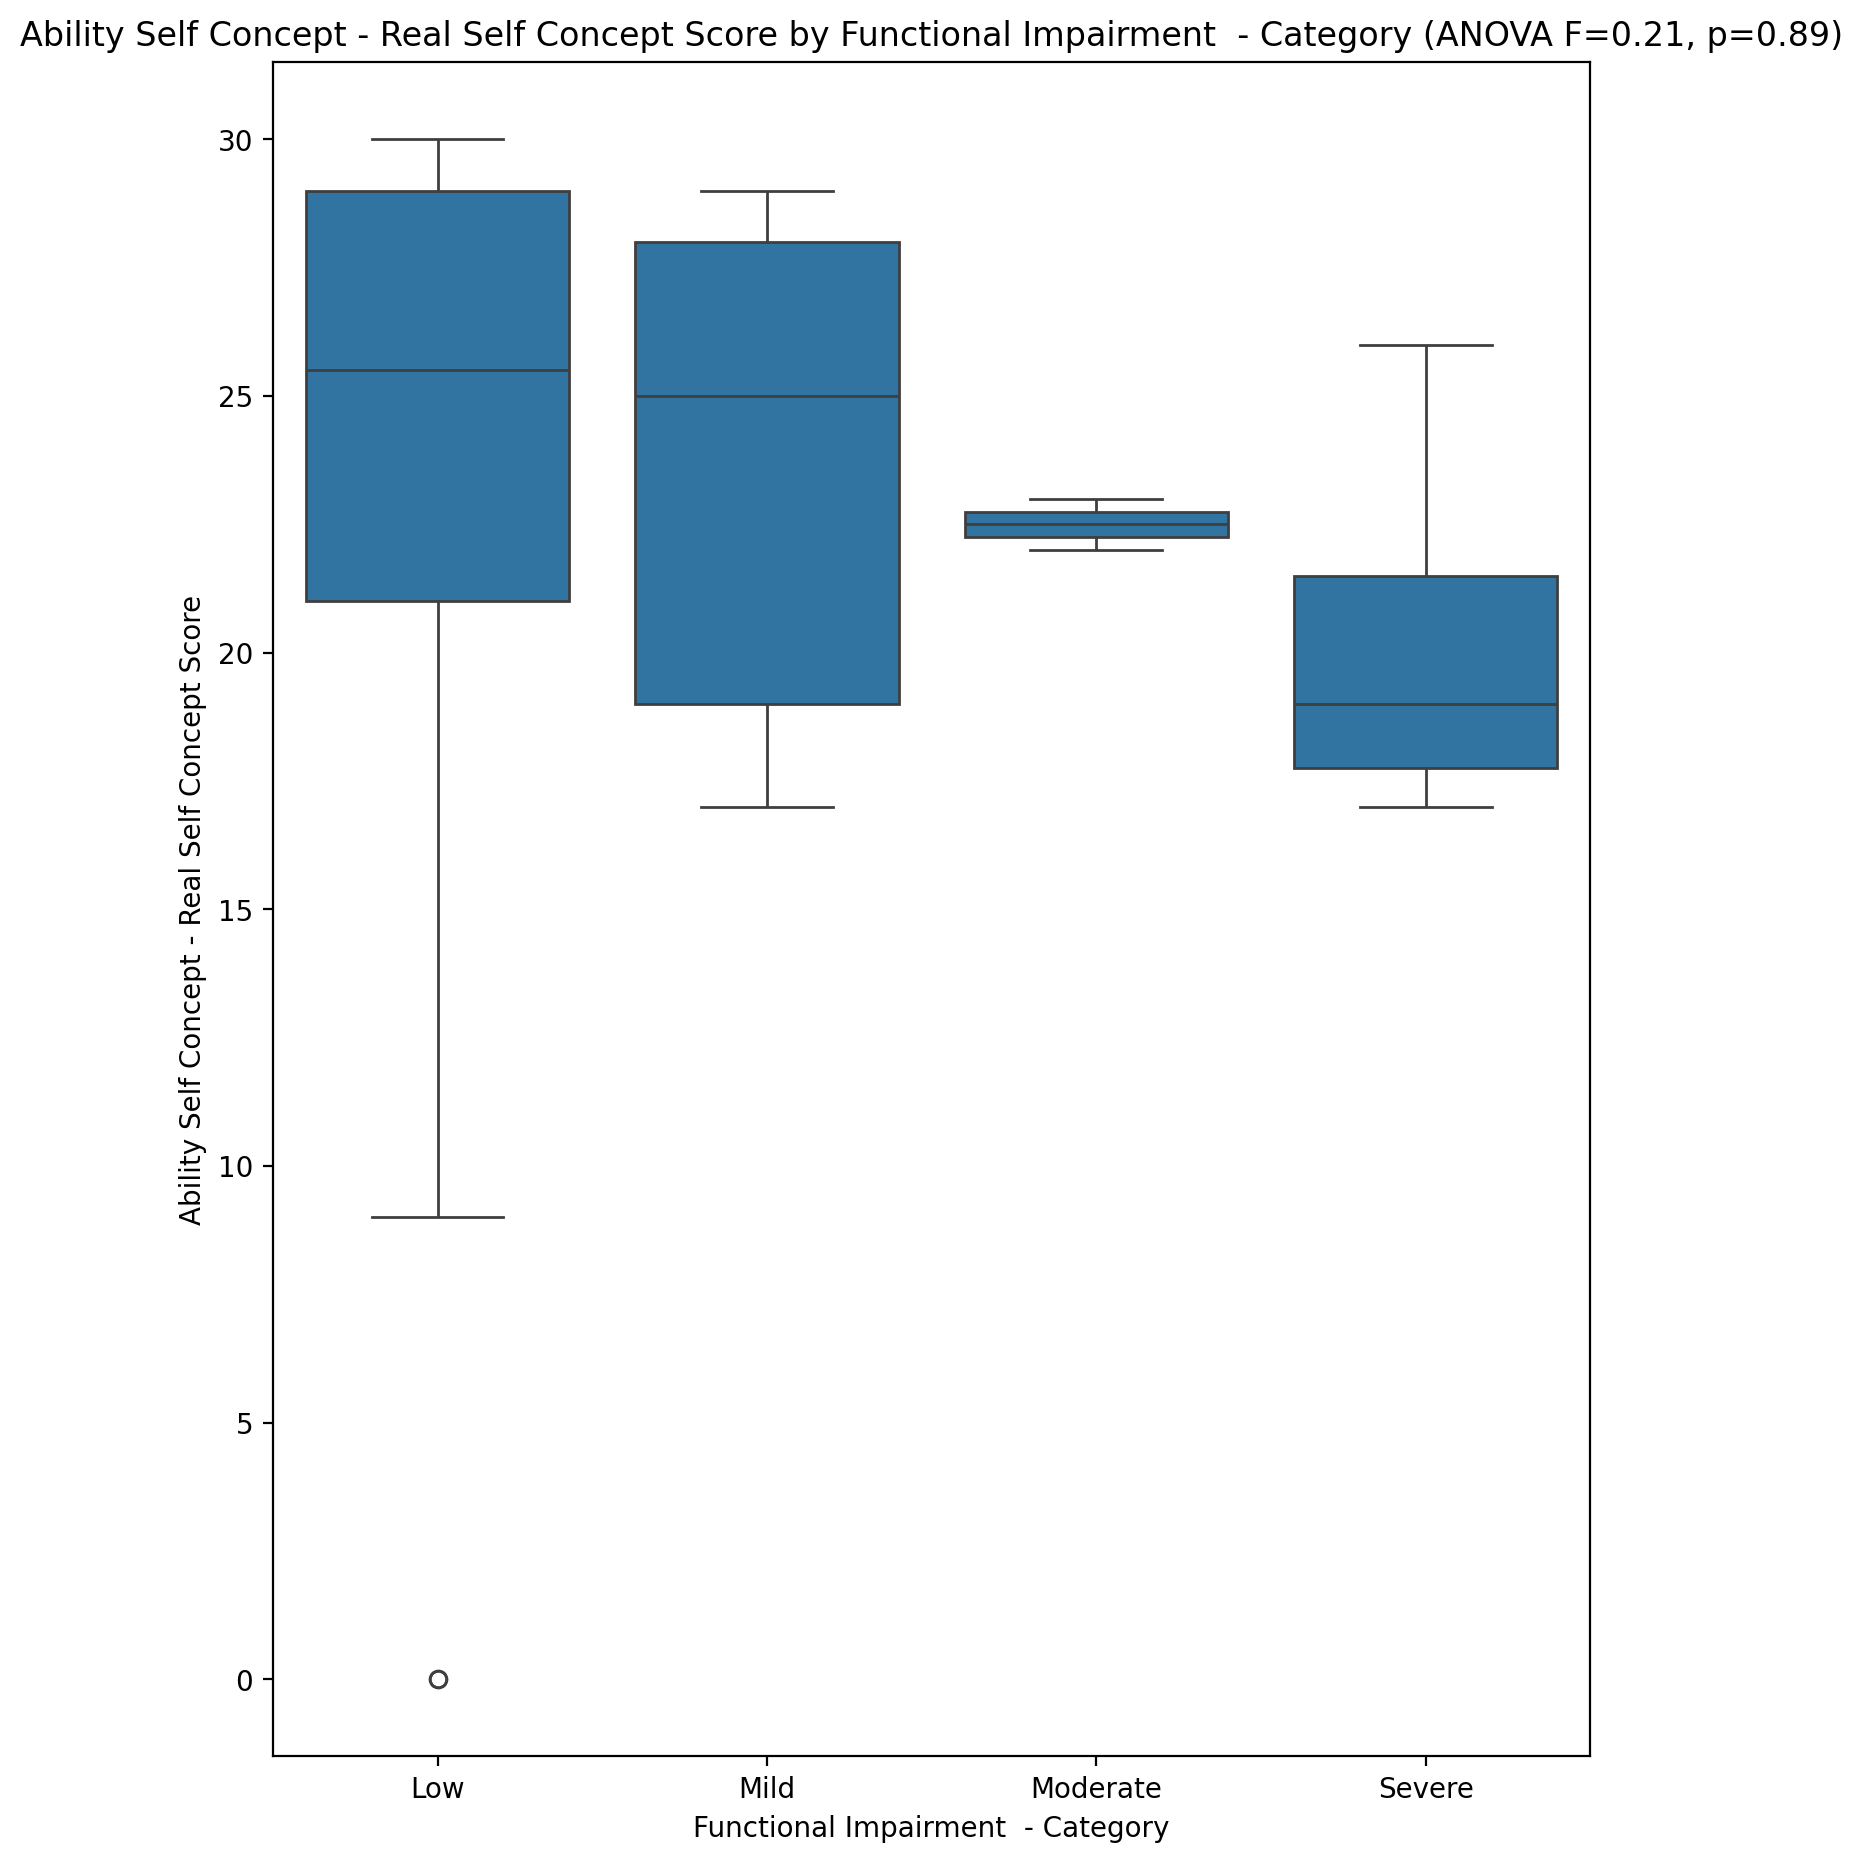 Ability Self Concept - Real Self Concept Score by Functional Impairment  - Category (ANOVA F=0.21, p=0.89)
Ability Self Concept - Real Self Concept Score
30
25
20
15
10
5
0
Low
Mild
Moderate
Severe
Functional Impairment  - Category